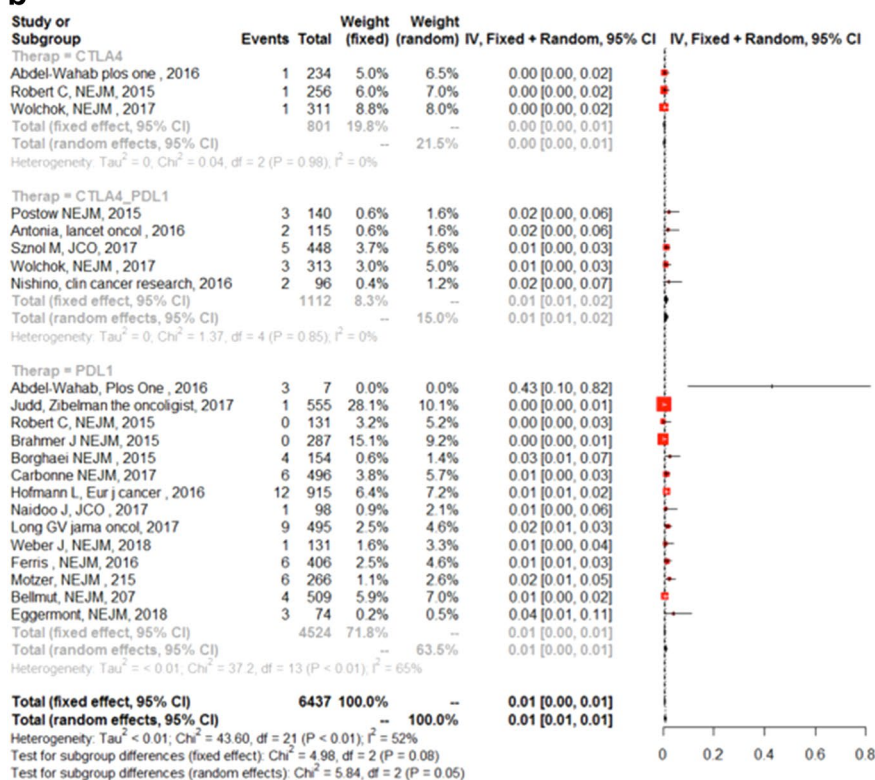 b
Study or Subgroup Events Total Weight (fixed) Weight (random) IV, Fixed + Random, 95% CI IV, Fixed + Random, 95% CI
Therap = CTLA4
Abdel-Wahab plos one , 2016 1 234 5.0% 6.5% 0.00 [0.00, 0.02]
Robert C, NEJM, 2015 1 256 6.0% 7.0% 0.00 [0.00, 0.02]
Wolchok, NEJM , 2017 1 311 8.8% 8.0% 0.00 [0.00, 0.02]
Total (fixed effect, 95% CI) 801 19.8% -- 0.00 [0.00, 0.01]
Total (random effects, 95% CI) -- 21.5% 0.00 [0.00, 0.01]
Heterogeneity: Tau² = 0, Chi² = 0.04, df = 2 (P = 0.98), I² = 0%
Therap = CTLA4_PDL1
Postow NEJM, 2015 3 140 0.6% 1.6% 0.02 [0.00, 0.06]
Antonia, lancet oncol , 2016 2 115 0.6% 1.6% 0.02 [0.00, 0.06]
Sznol M, JCO, 2017 5 448 3.7% 5.6% 0.01 [0.00, 0.03]
Wolchok, NEJM , 2017 3 313 3.0% 5.0% 0.01 [0.00, 0.03]
Nishino, clin cancer research, 2016 2 96 0.4% 1.2% 0.02 [0.00, 0.07]
Total (fixed effect, 95% CI) 1112 8.3% -- 0.01 [0.01, 0.02]
Total (random effects, 95% CI) -- 15.0% 0.01 [0.01, 0.02]
Heterogeneity: Tau² = 0, Chi² = 1.37, df = 4 (P = 0.85), I² = 0%
Therap = PDL1
Abdel-Wahab, Plos One , 2016 3 7 0.0% 0.0% 0.43 [0.10, 0.82]
Judd, Zibelman the oncoligist, 2017 1 555 28.1% 10.1% 0.00 [0.00, 0.01]
Robert C, NEJM, 2015 0 131 3.2% 5.2% 0.00 [0.00, 0.03]
Brahmer J NEJM, 2015 0 287 15.1% 9.2% 0.00 [0.00, 0.01]
Borghaei NEJM , 2015 4 154 0.6% 1.4% 0.03 [0.01, 0.07]
Carbonne NEJM, 2017 6 496 3.8% 5.7% 0.01 [0.00, 0.03]
Hofmann L, Eur j cancer , 2016 12 915 6.4% 7.2% 0.01 [0.01, 0.02]
Naidoo J, JCO , 2017 1 98 0.9% 2.1% 0.01 [0.00, 0.06]
Long GV jama oncol, 2017 9 495 2.5% 4.6% 0.02 [0.01, 0.03]
Weber J, NEJM, 2018 1 131 1.6% 3.3% 0.01 [0.00, 0.04]
Ferris , NEJM, 2016 6 406 2.5% 4.6% 0.01 [0.01, 0.03]
Motzer, NEJM , 215 6 266 1.1% 2.6% 0.02 [0.01, 0.05]
Bellmut, NEJM, 207 4 509 5.9% 7.0% 0.01 [0.00, 0.02]
Eggermont, NEJM, 2018 3 74 0.2% 0.5% 0.04 [0.01, 0.11]
Total (fixed effect, 95% CI) 4524 71.8% -- 0.01 [0.00, 0.01]
Total (random effects, 95% CI) -- 63.5% 0.01 [0.01, 0.01]
Heterogeneity: Tau² = < 0.01, Chi² = 37.2, df = 13 (P < 0.01), I² = 65%
Total (fixed effect, 95% CI) 6437 100.0% -- 0.01 [0.00, 0.01]
Total (random effects, 95% CI) -- 100.0% 0.01 [0.01, 0.01]
Heterogeneity: Tau² < 0.01; Chi² = 43.60, df = 21 (P < 0.01); I² = 52%
Test for subgroup differences (fixed effect): Chi² = 4.98, df = 2 (P = 0.08)
Test for subgroup differences (random effects): Chi² = 5.84, df = 2 (P = 0.05)
0 0.2 0.4 0.6 0.8